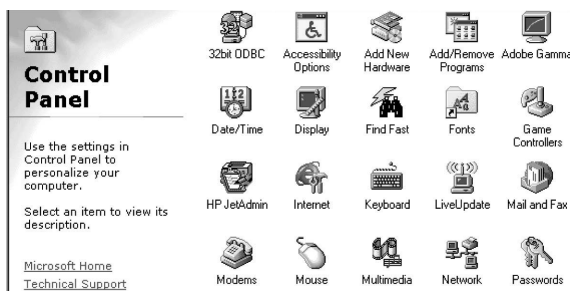 Control
Panel
Use the settings in
Control Panel to
personalize your
computer.
Select an item to view its
description.
Microsoft Home
Technical Support
32bit ODBC
Accessibility
Options
Add New
Hardware
Add/Remove
Programs
Adobe Gamma
Date/Time
Display
Find Fast
Fonts
Game
Controllers
HP JetAdmin
Internet
Keyboard
LiveUpdate
Mail and Fax
Modems
Mouse
Multimedia
Network
Passwords